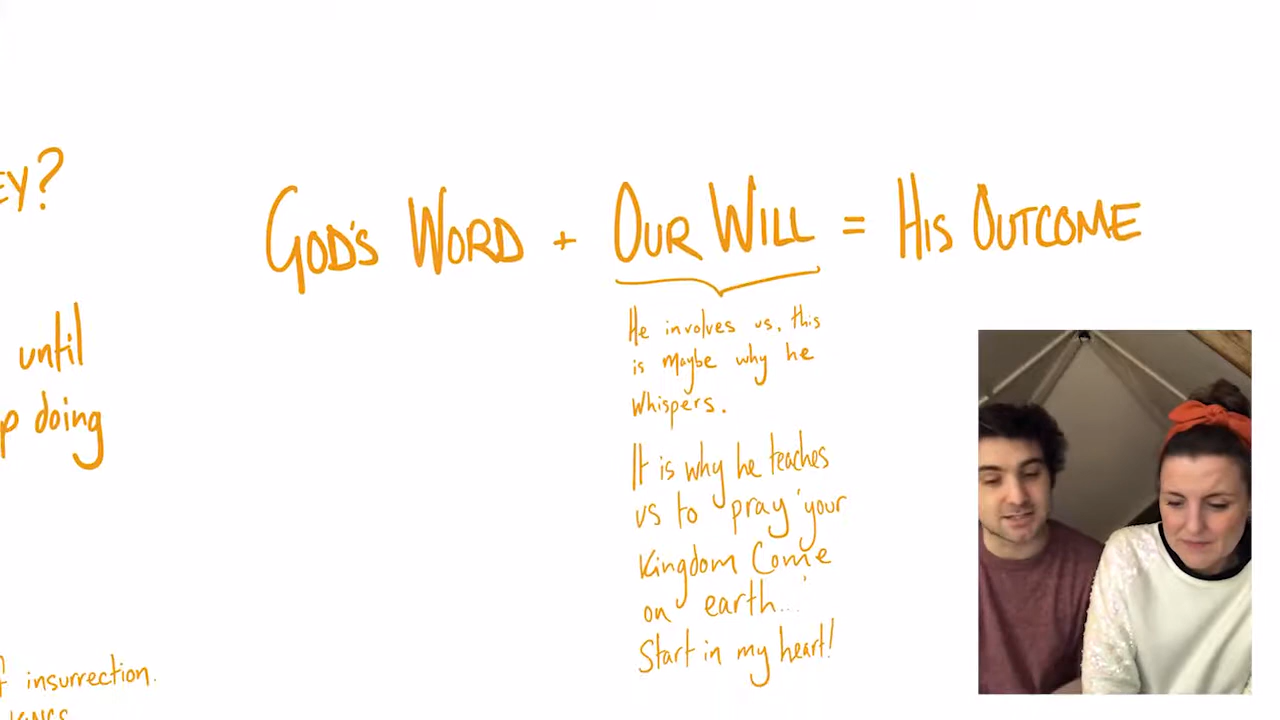 EY?
until
p doing
f insurrection.
KINGS
GOD'S WORD + OUR WILL = HIS OUTCOME
He involves us, this
is maybe why he
whispers.
It is why he teaches
us to pray 'your
Kingdom Come
on earth...'
Start in my heart!